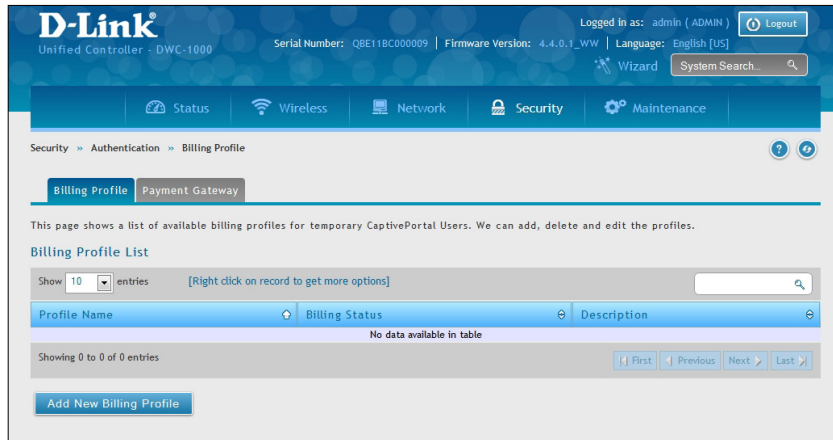 D-Link
Unified Controller - DWC-1000
Logged in as: admin ( ADMIN ) Logout
Serial Number: QBE11BC000009 | Firmware Version: 4.4.0.1_WW | Language: English [US]
Wizard System Search...
Status Wireless Network Security Maintenance
Security » Authentication » Billing Profile
Billing Profile Payment Gateway
This page shows a list of available billing profiles for temporary CaptivePortal Users. We can add, delete and edit the profiles.
Billing Profile List
Show 10 entries [Right click on record to get more options]
Profile Name Billing Status Description
No data available in table
Showing 0 to 0 of 0 entries First Previous Next Last
Add New Billing Profile